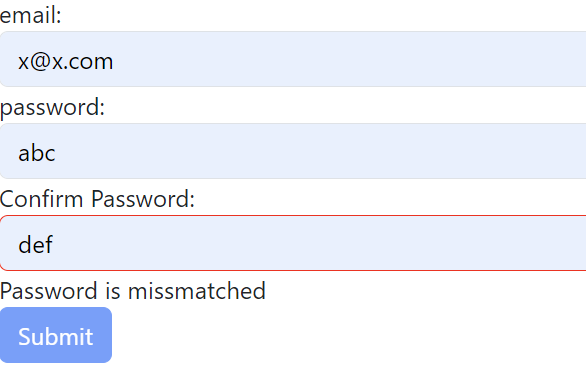 email:
x@x.com
password:
abc
Confirm Password:
def
Password is missmatched
Submit